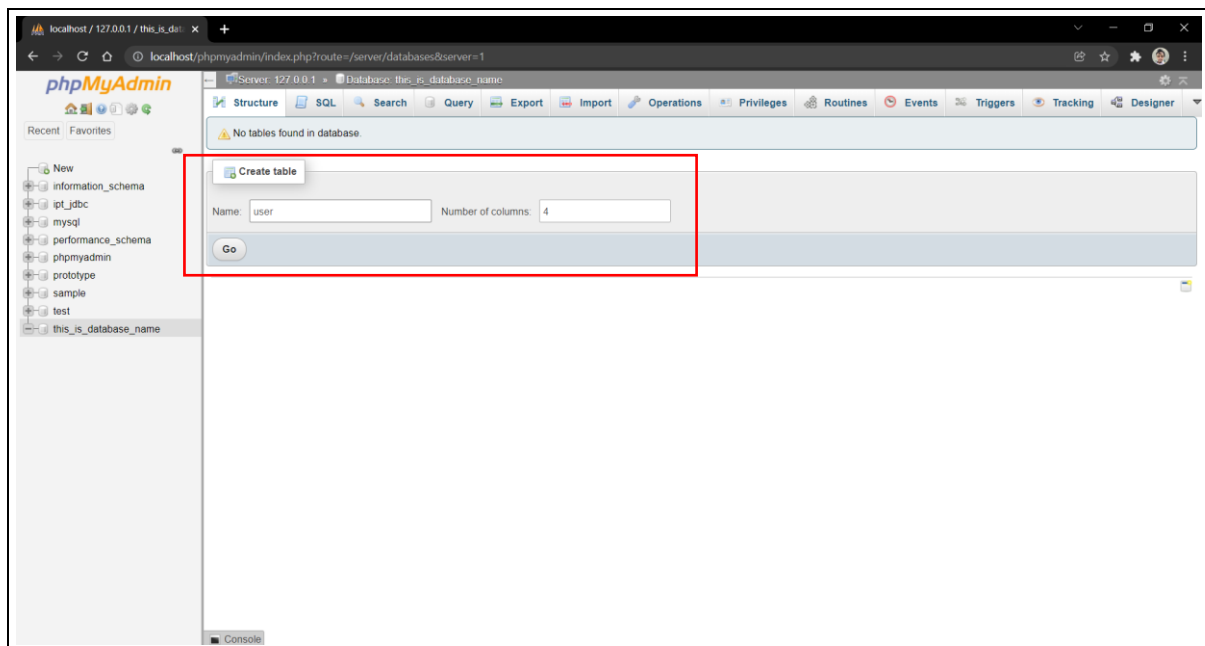 localhost / 127.0.0.1 / this_is_dat
localhost/phpmyadmin/index.php?route=/server/databases&server=1
phpMyAdmin
Recent Favorites
New
information_schema
ipt_jdbc
mysql
performance_schema
phpmyadmin
prototype
sample
test
this_is_database_name
Server: 127.0.0.1 » Database: this_is_database_name
Structure SQL Search Query Export Import Operations Privileges Routines Events Triggers Tracking Designer
No tables found in database.
Create table
Name: user Number of columns: 4
Go
Console